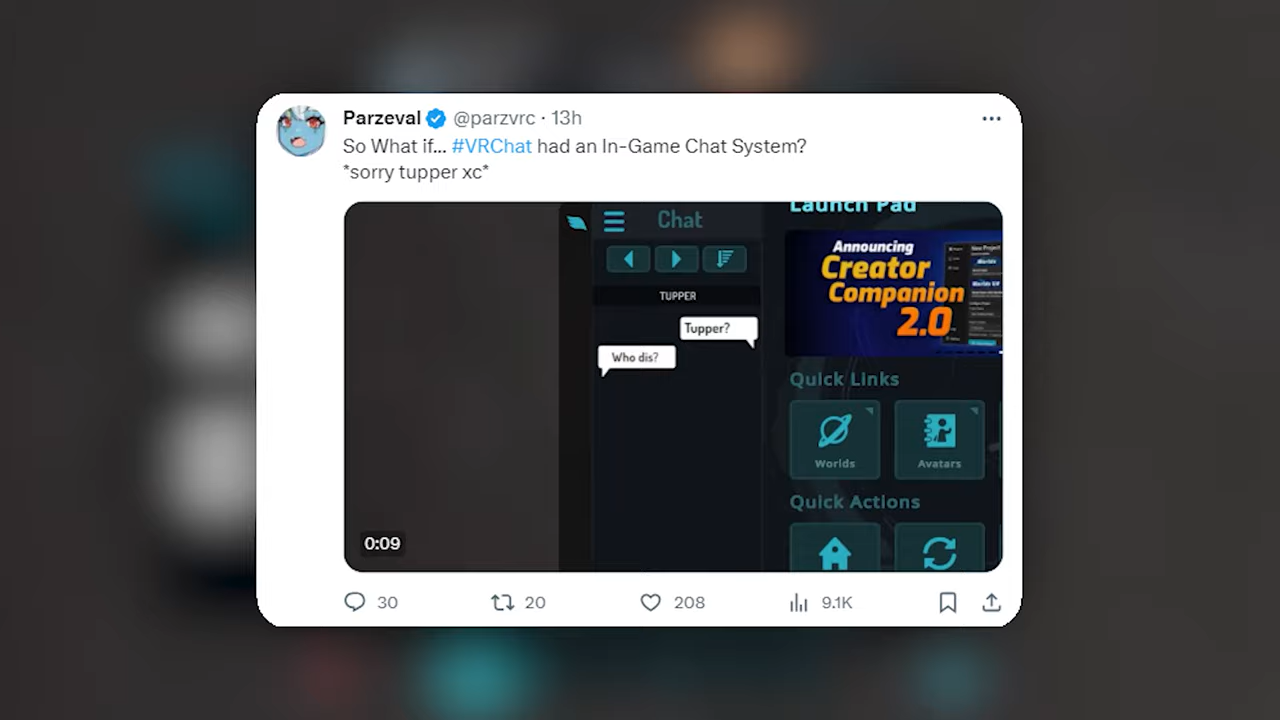 Parzeval @parzvrc · 13h
So What if... #VRChat had an In-Game Chat System?
*sorry tupper xc*
Launch Pad
Chat
Announcing
Creator
Companion
2.0
TUPPER
Tupper?
Who dis?
Quick Links
Worlds
Avatars
Quick Actions
0:09
30
20
208
9.1K